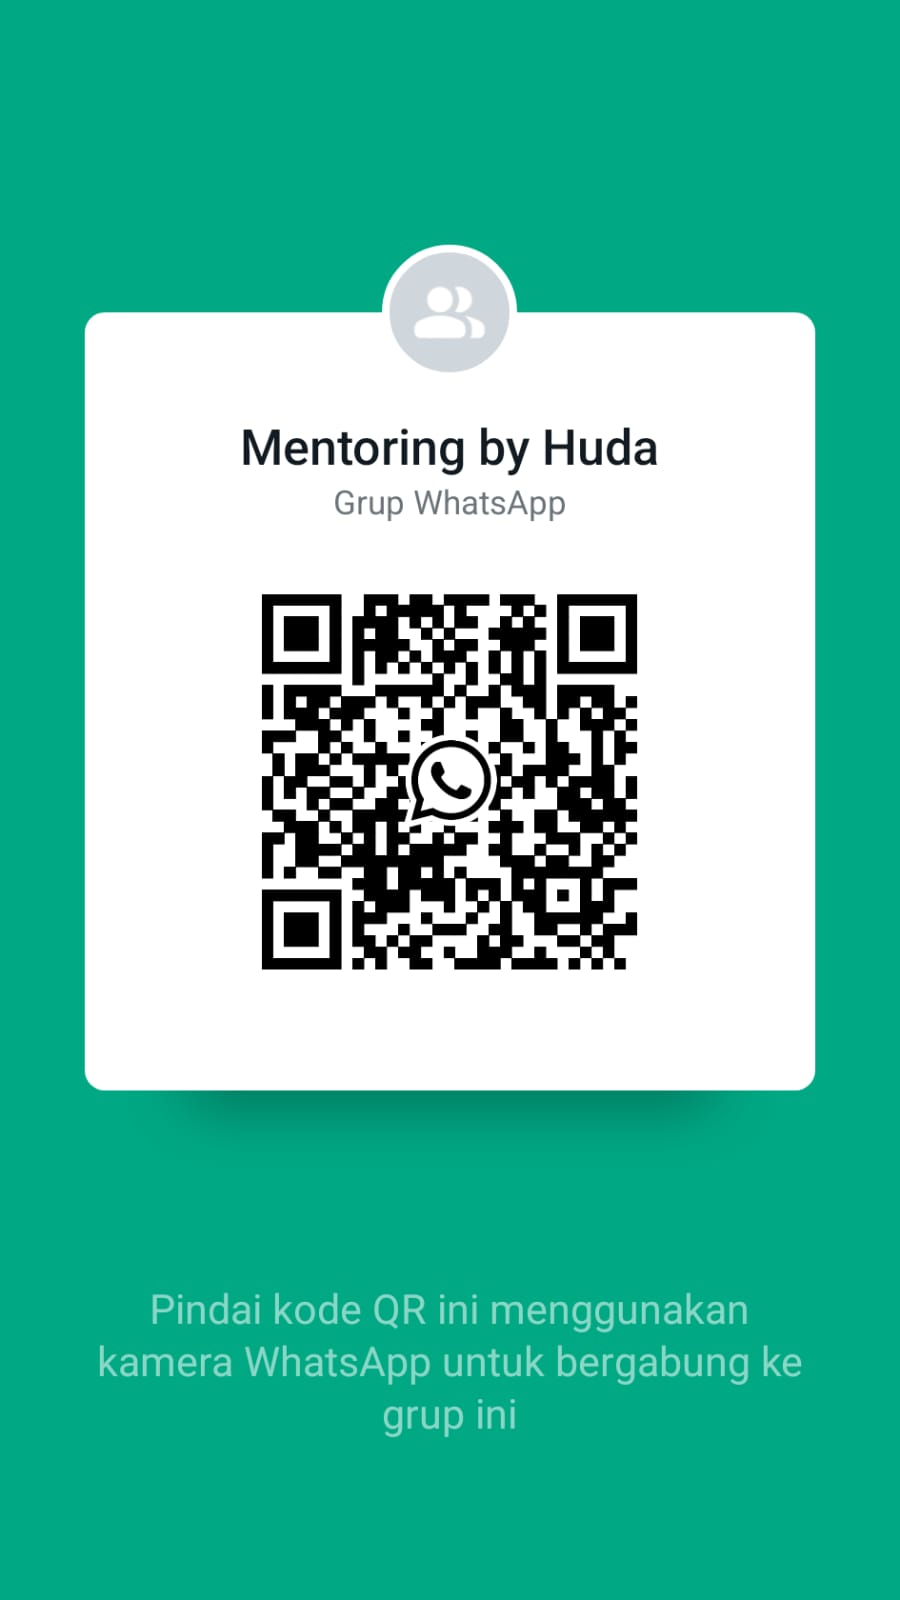 Mentoring by Huda
Grup WhatsApp
Pindai kode QR ini menggunakan
kamera WhatsApp untuk bergabung ke
grup ini